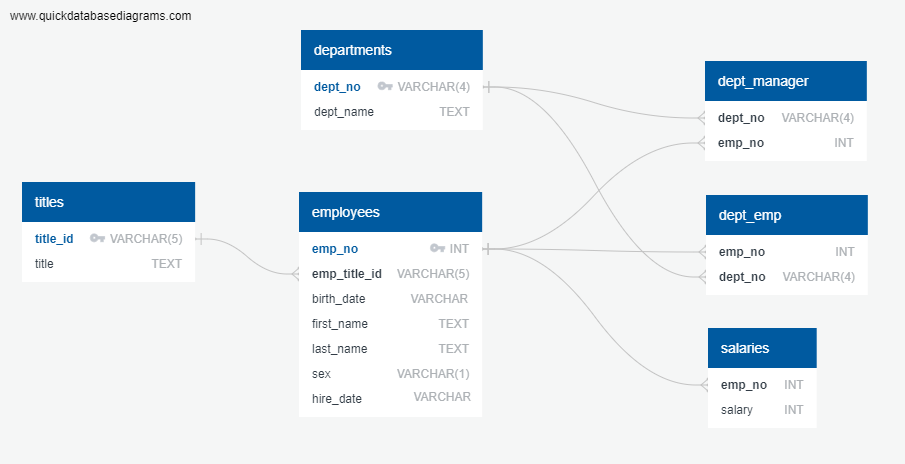 www.quickdatabasediagrams.com
departments
dept_no VARCHAR(4)
dept_name TEXT
dept_manager
dept_no VARCHAR(4)
emp_no INT
titles
title_id VARCHAR(5)
title TEXT
employees
emp_no INT
emp_title_id VARCHAR(5)
birth_date VARCHAR
first_name TEXT
last_name TEXT
sex VARCHAR(1)
hire_date VARCHAR
dept_emp
emp_no INT
dept_no VARCHAR(4)
salaries
emp_no INT
salary INT